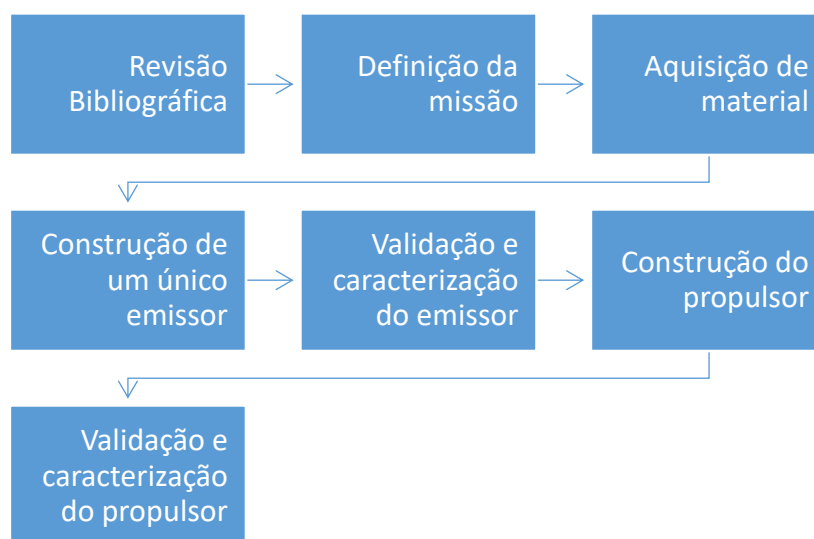 Revisão
Bibliográfica
Definição da
missão
Aquisição de
material
Construção de
um único
emissor
Validação e
caracterização
do emissor
Construção do
propulsor
Validação e
caracterização
do propulsor